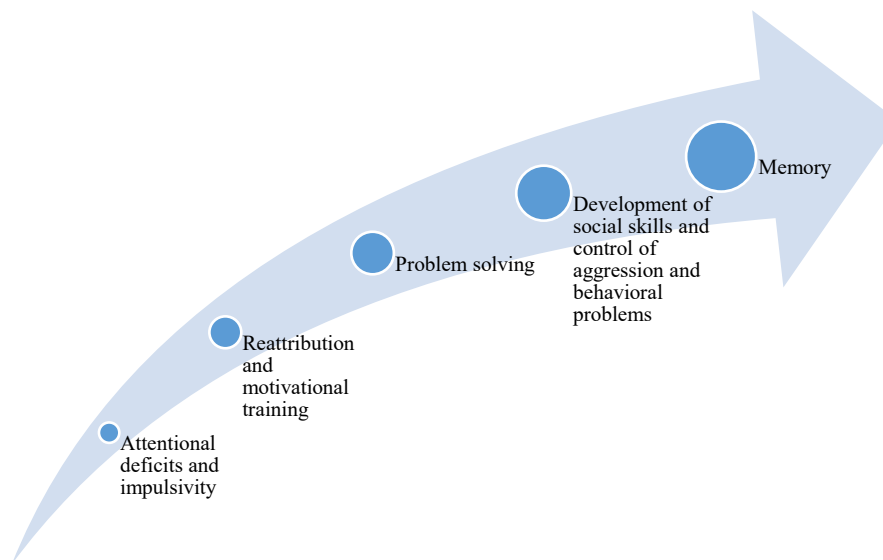 Attentional
deficits and
impulsivity
Reattribution
and
motivational
training
Problem solving
Development of
social skills and
control of
aggression and
behavioral
problems
Memory